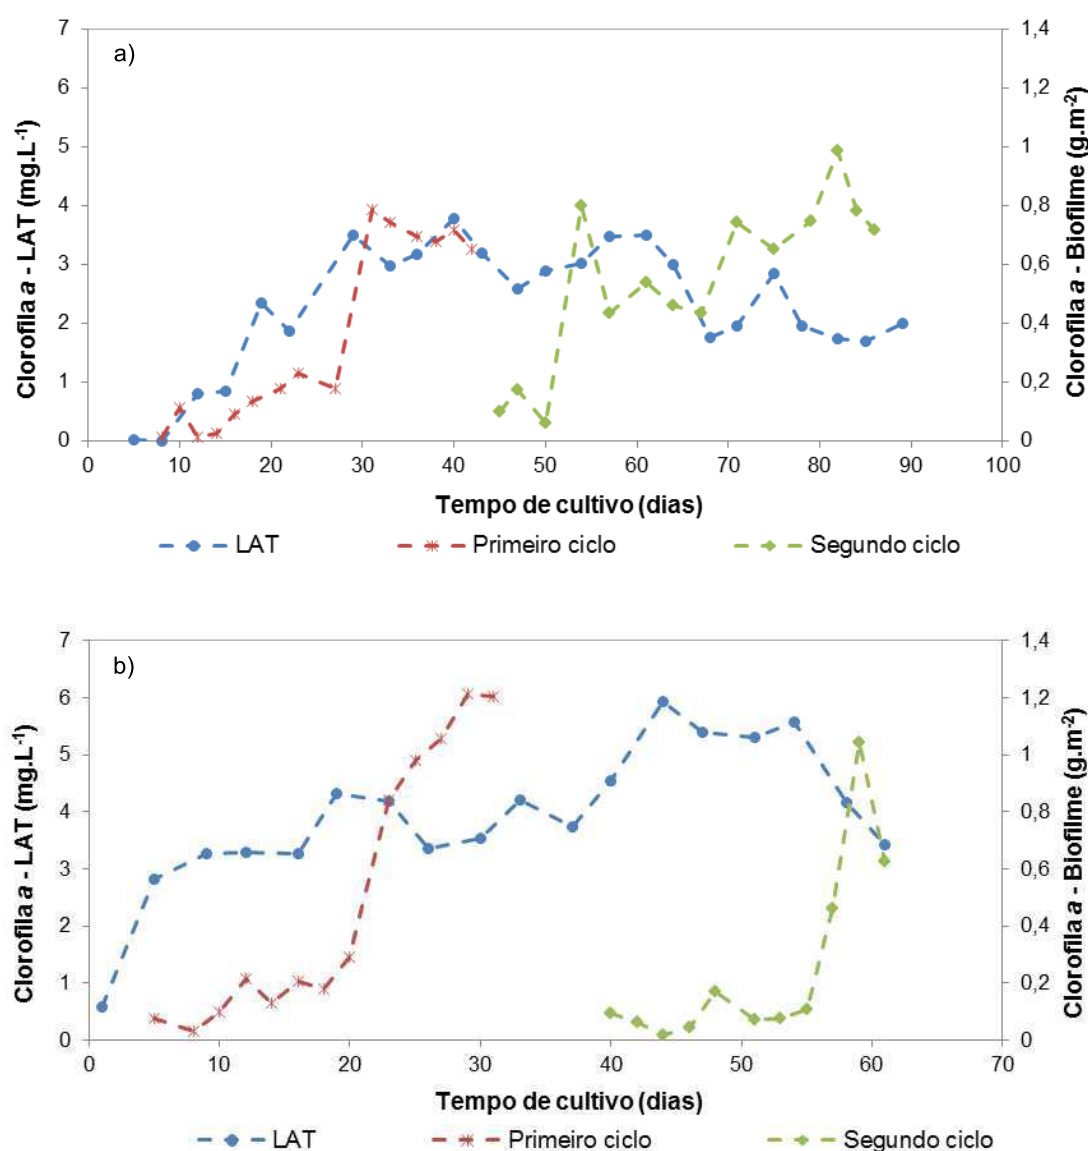 a)
Clorofila a - LAT (mg.L-1)
7
6
5
4
3
2
1
0
1,4
1,2
1
0,8
0,6
0,4
0,2
0
Clorofila a - Biofilme (g.m-2)
0 10 20 30 40 50 60 70 80 90 100
Tempo de cultivo (dias)
LAT Primeiro ciclo Segundo ciclo
b)
Clorofila a - LAT (mg.L-1)
7
6
5
4
3
2
1
0
1,4
1,2
1
0,8
0,6
0,4
0,2
0
Clorofila a - Biofilme (g.m-2)
0 10 20 30 40 50 60 70
Tempo de cultivo (dias)
LAT Primeiro ciclo Segundo ciclo